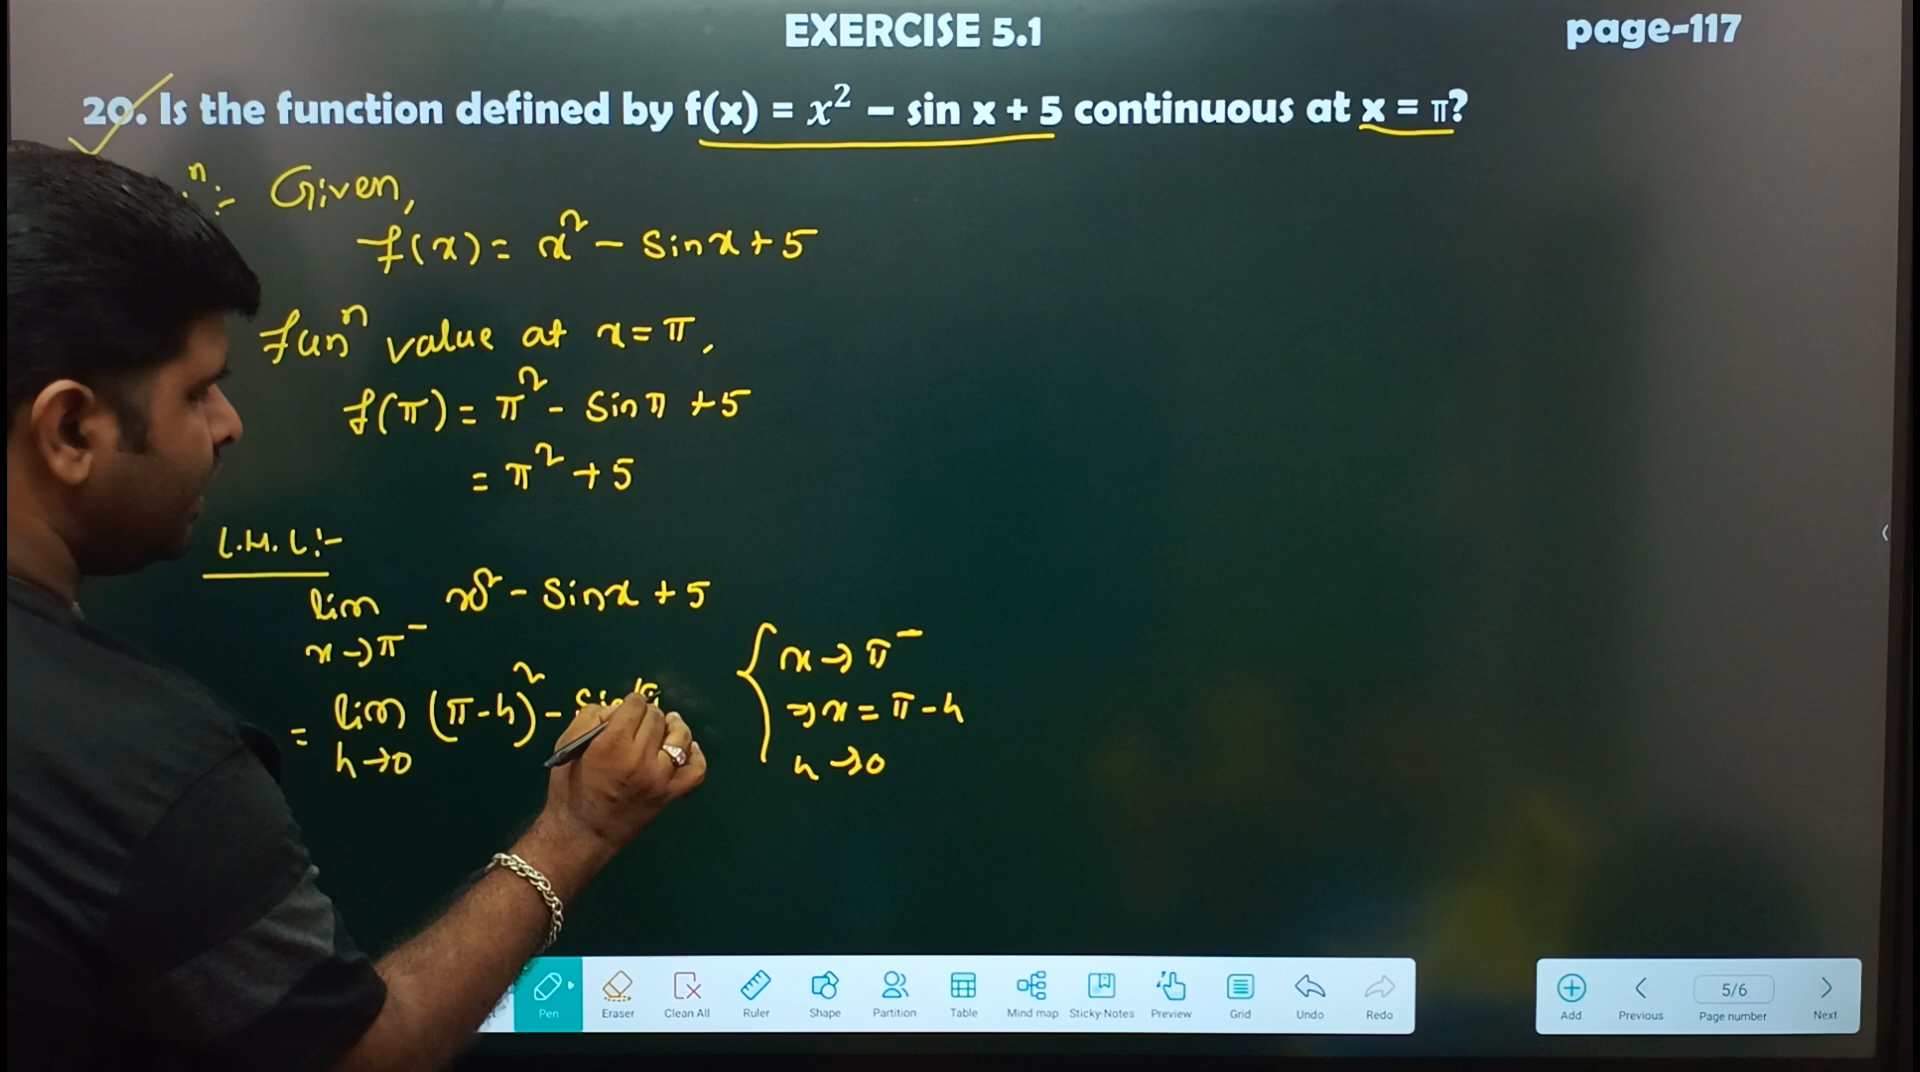 EXERCISE 5.1
page-117
20. Is the function defined by f(x) = x² – sin x + 5 continuous at x = π?
n:- Given,
f(x) = x² - sinx + 5
funⁿ value at x = π,
f(π) = π² - sinπ + 5
= π² + 5
L.H.L:-
lim x² - sinx + 5
x→π⁻
{ x→π⁻
= lim (π-h)² - sin
⇒ x = π-h
h→0
h→0
Pen
Eraser
Clean All
Ruler
Shape
Partition
Table
Mind map
Sticky-Notes
Preview
Grid
Undo
Redo
Add
Previous
5/6
Page number
Next